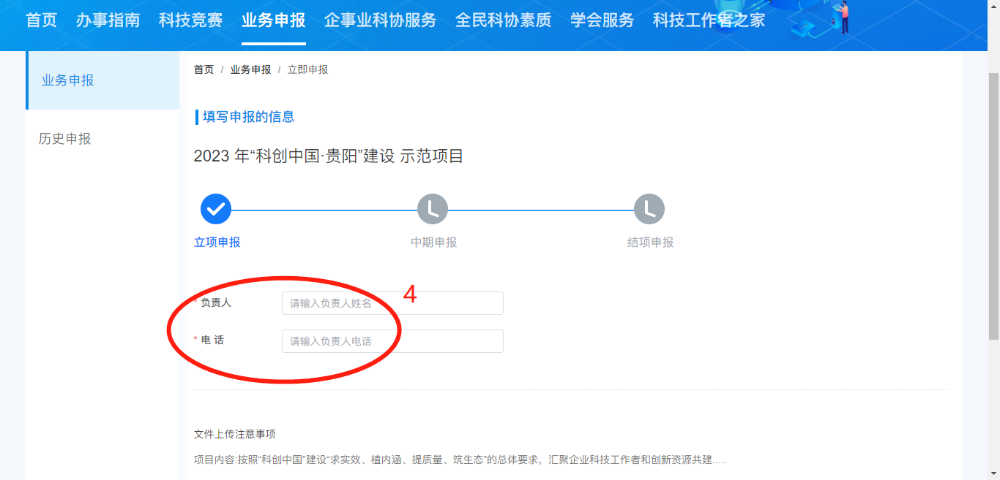 首页 办事指南 科技竞赛 业务申报 企事业科协服务 全民科协素质 学会服务 科技工作者之家
业务申报
历史申报
首页 / 业务申报 / 立即申报
填写申报的信息
2023 年“科创中国·贵阳”建设 示范项目
立项申报 中期申报 结项申报
4
* 负责人 请输入负责人姓名
* 电 话 请输入负责人电话
文件上传注意事项
项目内容:按照“科创中国”建设“求实效、植内涵、提质量、筑生态”的总体要求，汇聚企业科技工作者和创新资源共建.....